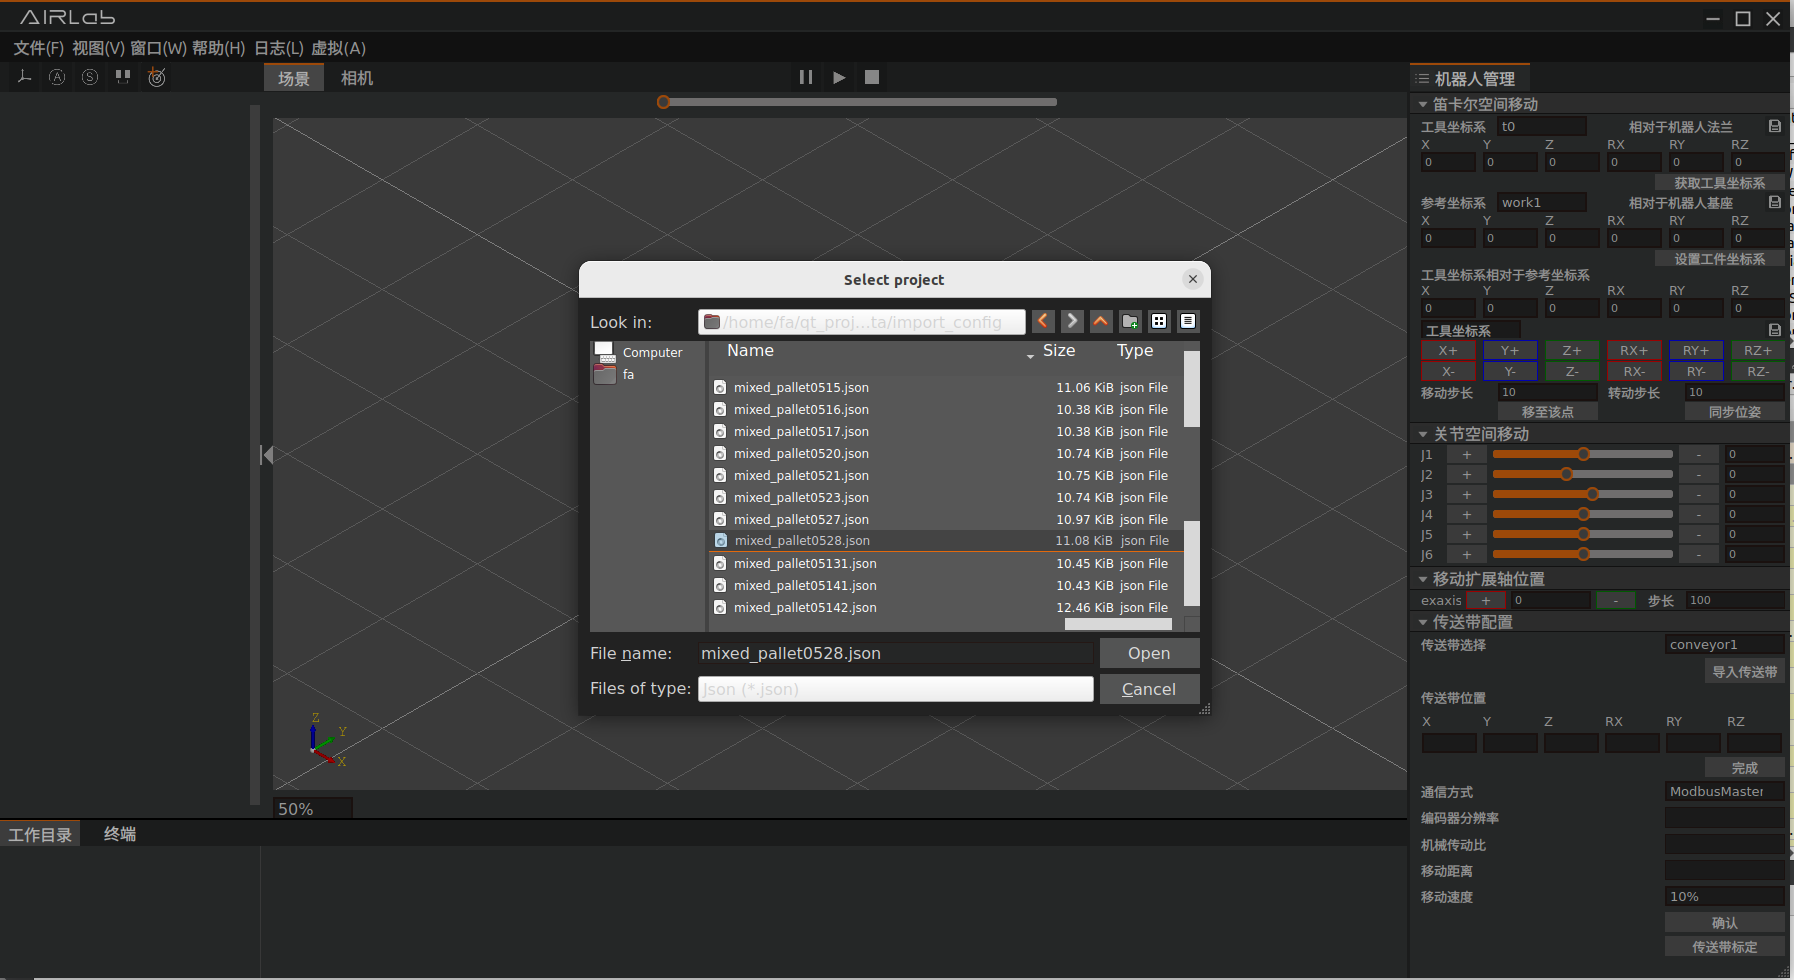 AIRLab
文件(F) 视图(V) 窗口(W) 帮助(H) 日志(L) 虚拟(A)
A S
场景 相机
50%
Z
Y
X
工作目录 终端
Select project
Look in: /home/fa/qt_proj...ta/import_config
Computer
fa
Name Size Type
mixed_pallet0515.json 11.06 KiB json File
mixed_pallet0516.json 10.38 KiB json File
mixed_pallet0517.json 10.38 KiB json File
mixed_pallet0520.json 10.74 KiB json File
mixed_pallet0521.json 10.75 KiB json File
mixed_pallet0523.json 10.74 KiB json File
mixed_pallet0527.json 10.97 KiB json File
mixed_pallet0528.json 11.08 KiB json File
mixed_pallet05131.json 10.45 KiB json File
mixed_pallet05141.json 10.43 KiB json File
mixed_pallet05142.json 12.46 KiB json File
File name: mixed_pallet0528.json Open
Files of type: Json (*.json) Cancel
机器人管理
笛卡尔空间移动
工具坐标系 t0 相对于机器人法兰
X Y Z RX RY RZ
0 0 0 0 0 0
获取工具坐标系
参考坐标系 work1 相对于机器人基座
X Y Z RX RY RZ
0 0 0 0 0 0
设置工件坐标系
工具坐标系相对于参考坐标系
X Y Z RX RY RZ
0 0 0 0 0 0
工具坐标系
X+ Y+ Z+ RX+ RY+ RZ+
X- Y- Z- RX- RY- RZ-
移动步长 10 转动步长 10
移至该点 同步位姿
关节空间移动
J1 + - 0
J2 + - 0
J3 + - 0
J4 + - 0
J5 + - 0
J6 + - 0
移动扩展轴位置
exaxis + 0 - 步长 100
传送带配置
传送带选择 conveyor1
导入传送带
传送带位置
X Y Z RX RY RZ
完成
通信方式 ModbusMaster
编码器分辨率
机械传动比
移动距离
移动速度 10%
确认
传送带标定